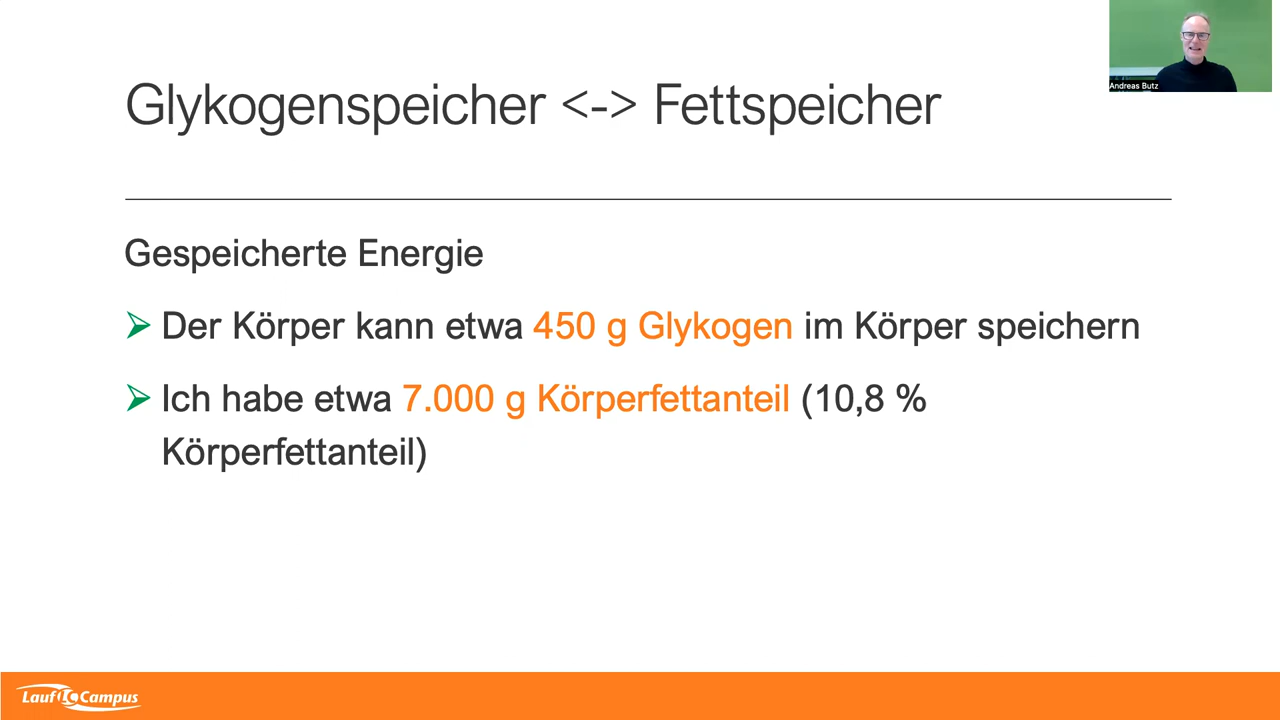 Andreas Butz
Glykogenspeicher <-> Fettspeicher
Gespeicherte Energie
Der Körper kann etwa 450 g Glykogen im Körper speichern
Ich habe etwa 7.000 g Körperfettanteil (10,8 %
Körperfettanteil)
Lauf LC Campus